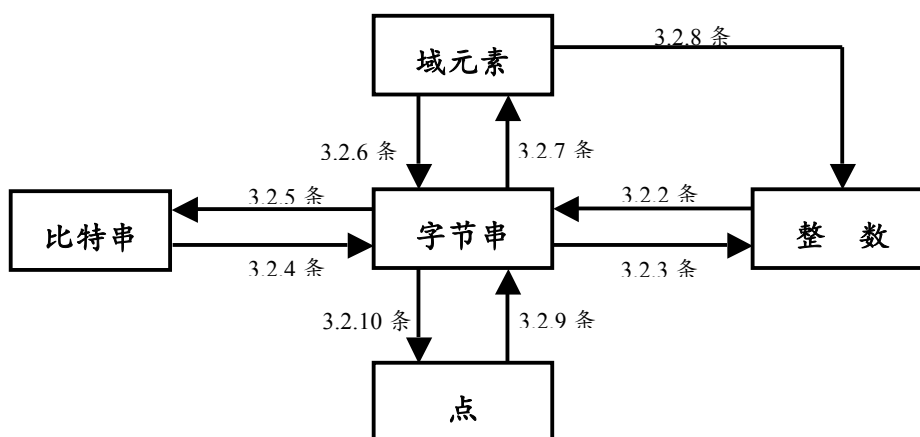 3.2.8 条
域元素
3.2.6 条
3.2.7 条
3.2.5 条
3.2.2 条
比特串
字节串
整 数
3.2.4 条
3.2.3 条
3.2.10 条
3.2.9 条
点